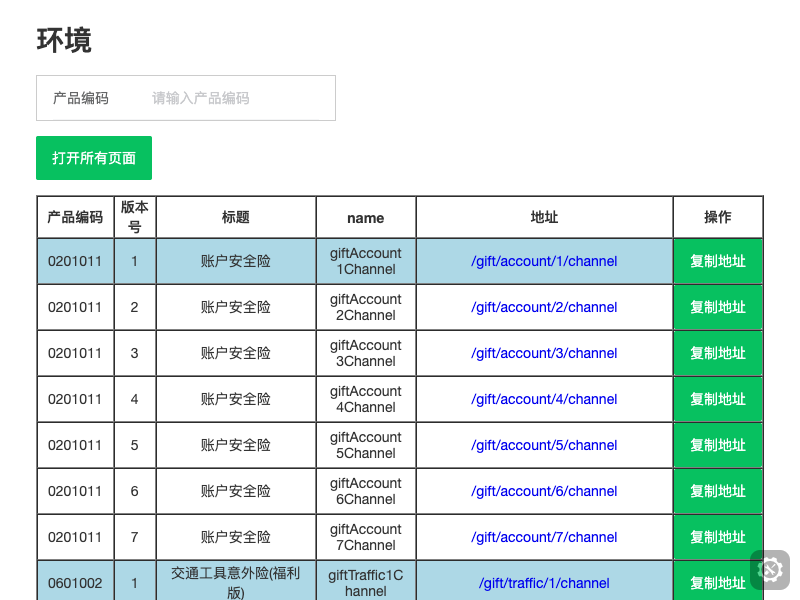 环境
产品编码 请输入产品编码
打开所有页面
产品编码 版本号 标题 name 地址 操作
0201011 1 账户安全险 giftAccount1Channel /gift/account/1/channel 复制地址
0201011 2 账户安全险 giftAccount2Channel /gift/account/2/channel 复制地址
0201011 3 账户安全险 giftAccount3Channel /gift/account/3/channel 复制地址
0201011 4 账户安全险 giftAccount4Channel /gift/account/4/channel 复制地址
0201011 5 账户安全险 giftAccount5Channel /gift/account/5/channel 复制地址
0201011 6 账户安全险 giftAccount6Channel /gift/account/6/channel 复制地址
0201011 7 账户安全险 giftAccount7Channel /gift/account/7/channel 复制地址
0601002 1 交通工具意外险(福利版) giftTraffic1Channel /gift/traffic/1/channel 复制地址